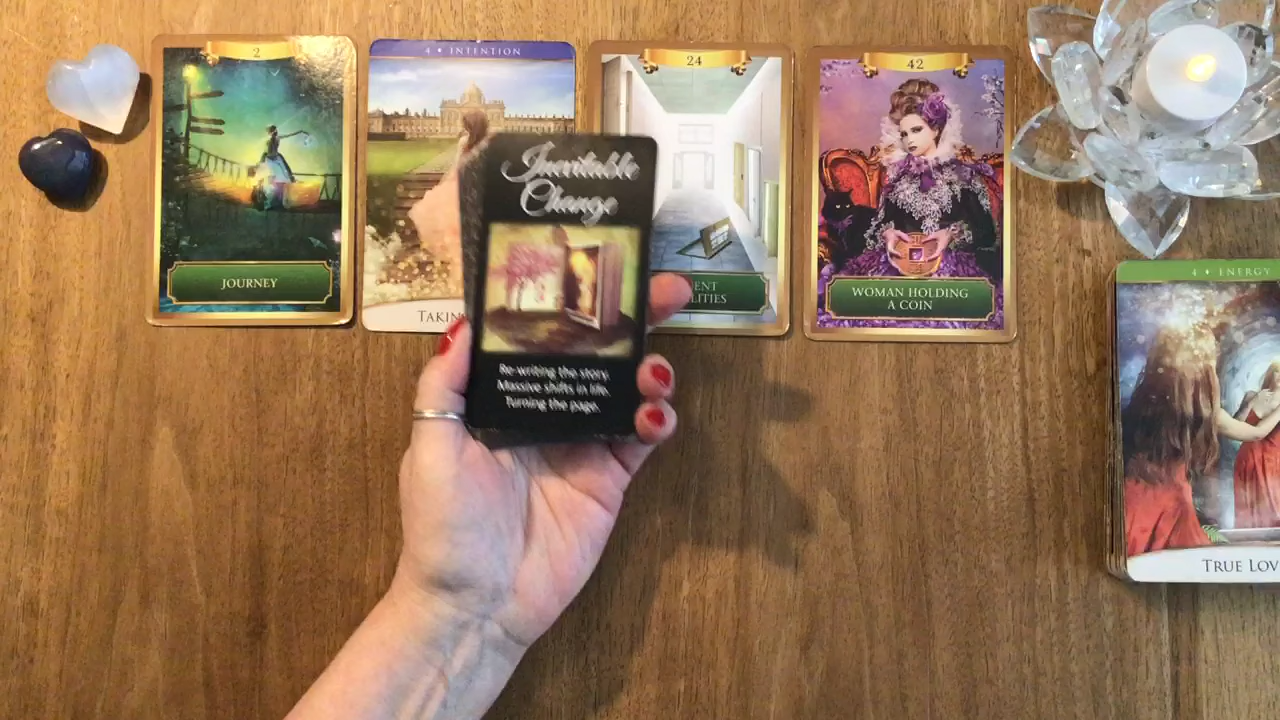 2
JOURNEY
4 • INTENTION
TAKIN
24
ENT
LITIES
42
WOMAN HOLDING
A COIN
Inevitable
Change
Re-writing the story.
Massive shifts in life.
Turning the page.
4 • ENERGY
TRUE LOV